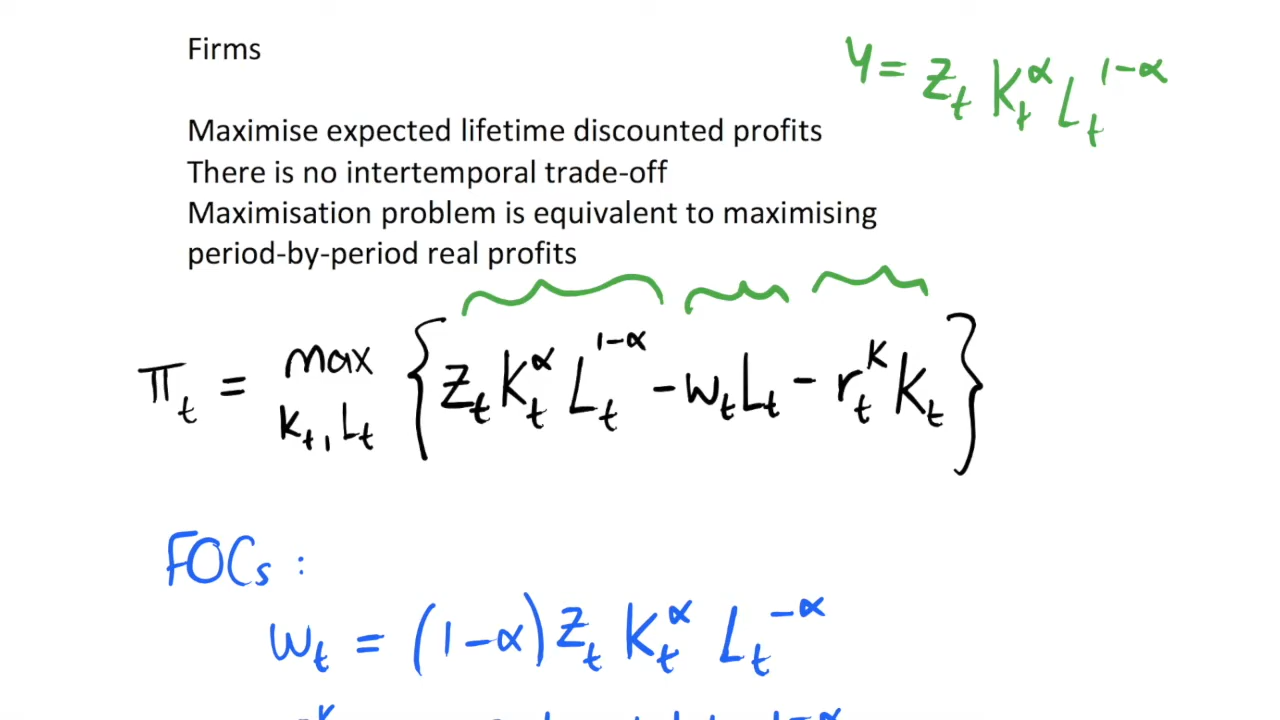 Firms
Y = Z_t K_t^α L_t^{1-α}
Maximise expected lifetime discounted profits
There is no intertemporal trade-off
Maximisation problem is equivalent to maximising
period-by-period real profits
π_t = max_{K_t, L_t} { Z_t K_t^α L_t^{1-α} - w_t L_t - r_t^K K_t }
FOCs :
w_t = (1-α) Z_t K_t^α L_t^{-α}